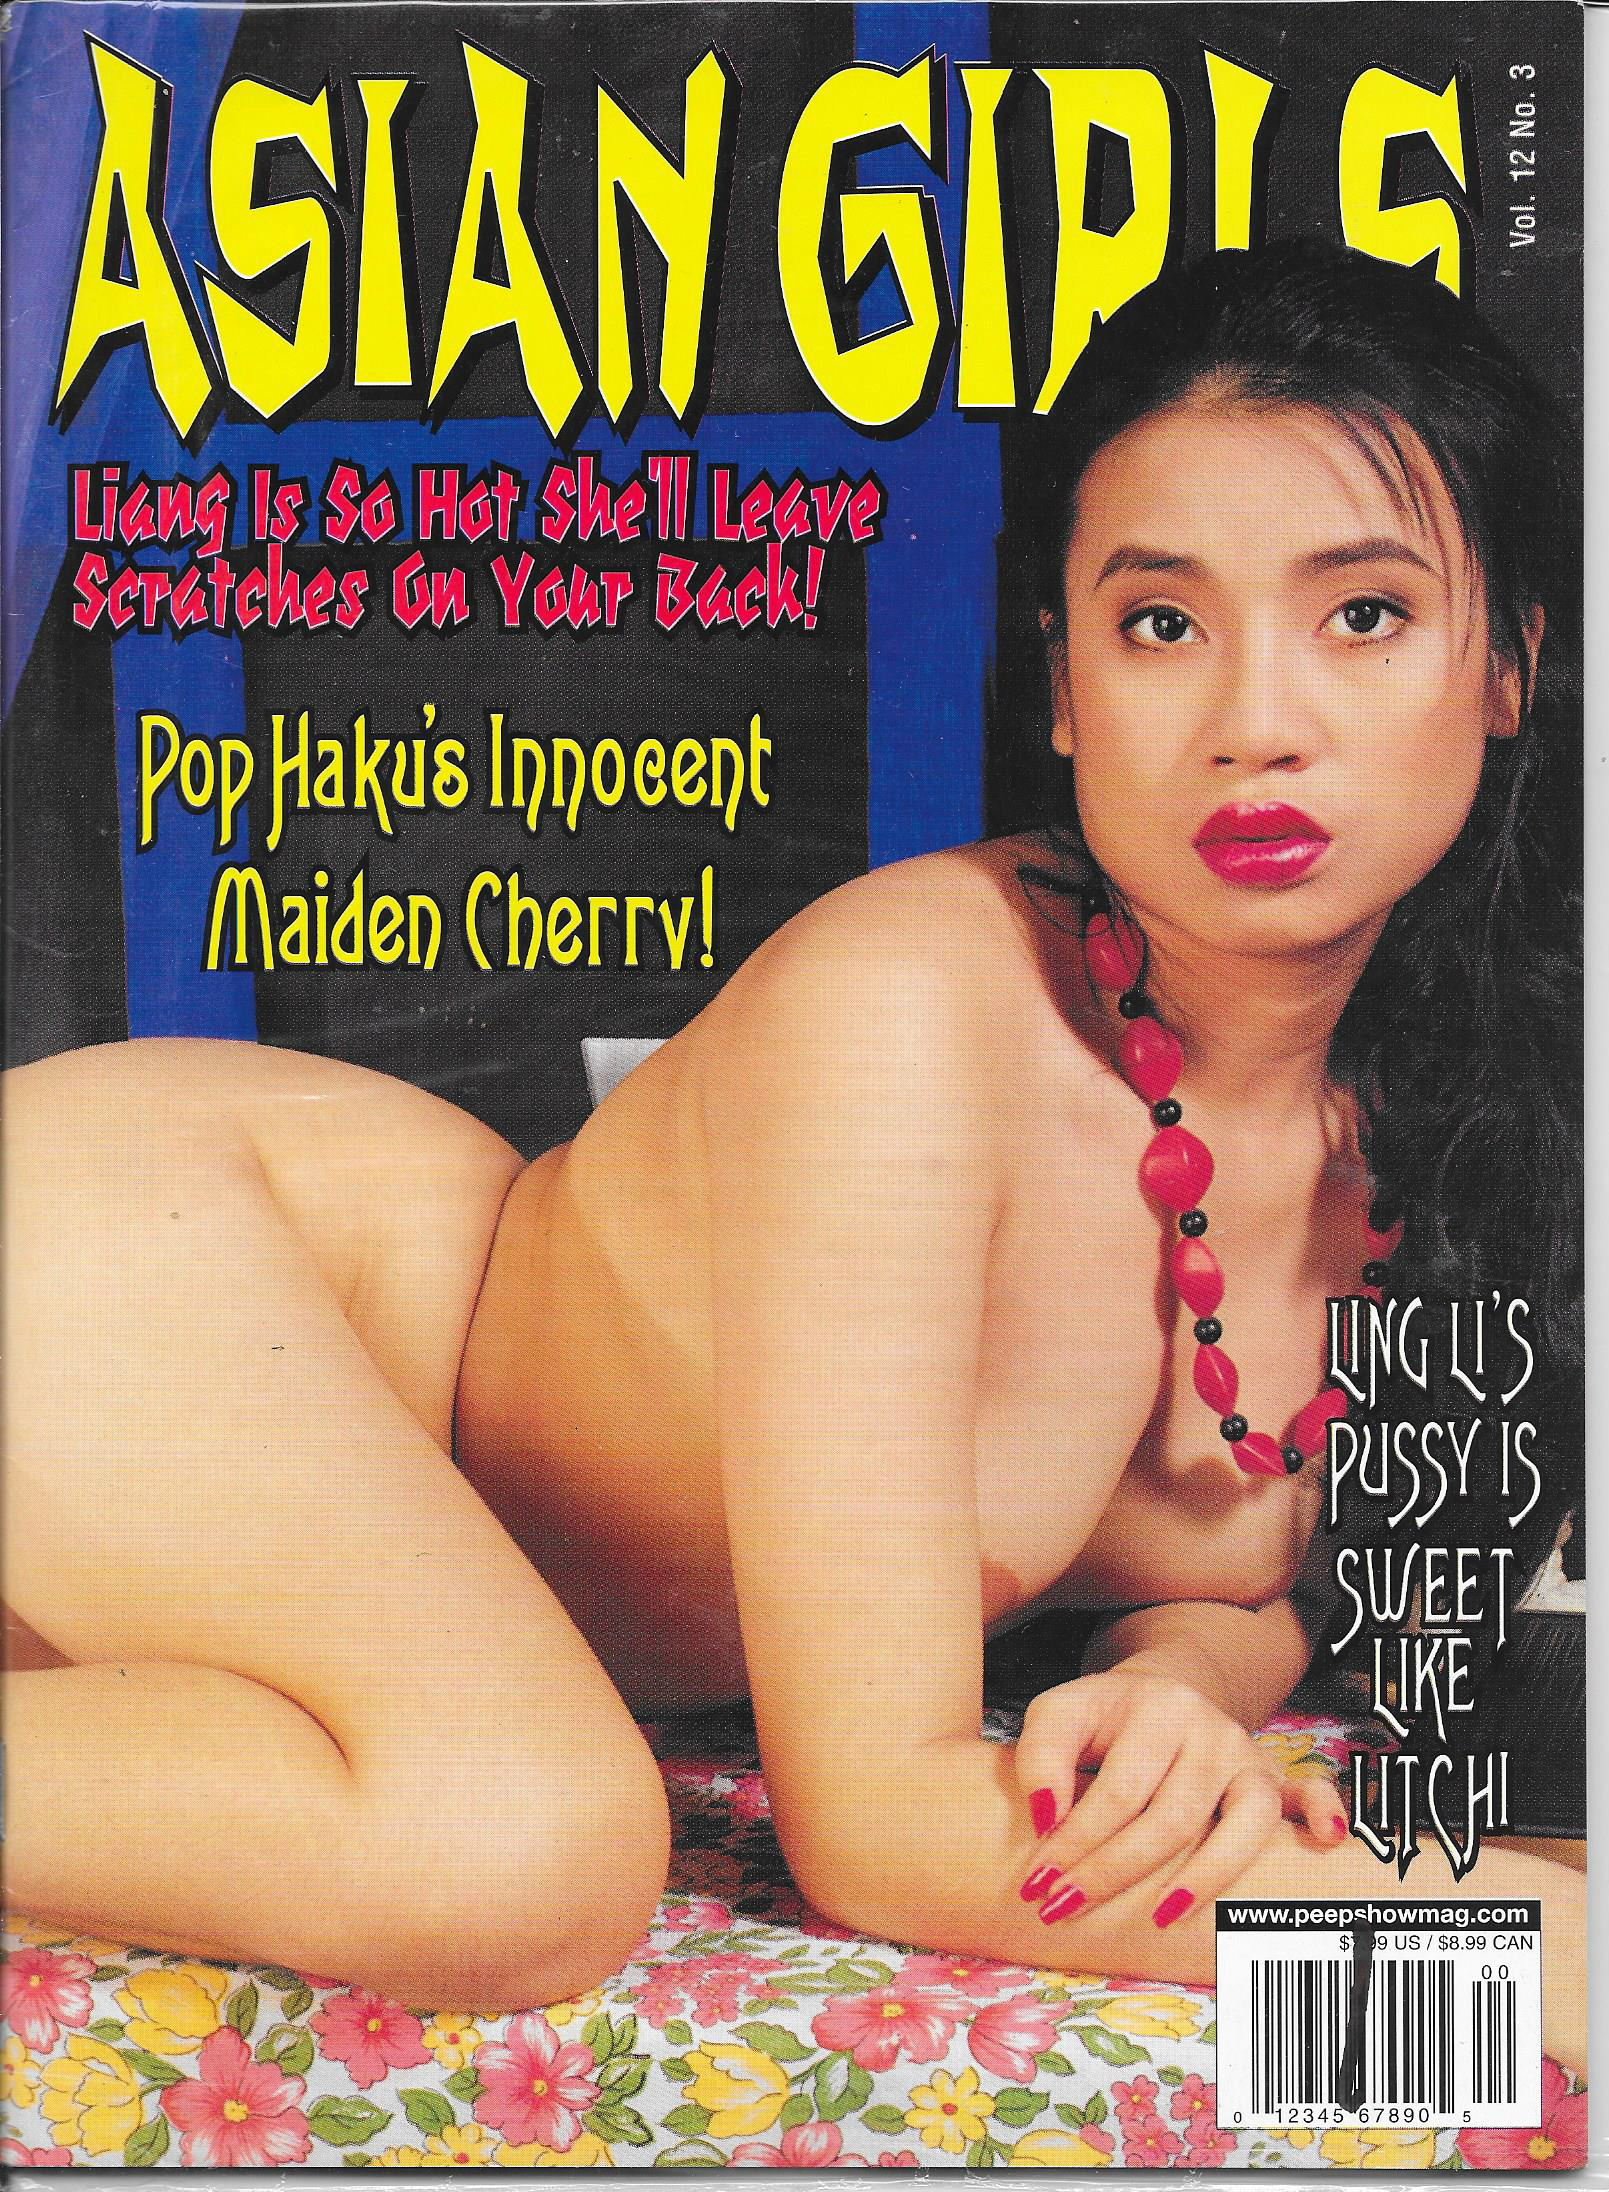 ASIAN GIRLS
Vol. 12 No. 3
Liang Is So Hot She'll Leave
Scratches On Your Back!
Pop Haku's Innocent
Maiden Cherry!
LING LI'S
PUSSY IS
SWEET
LIKE
LITCHI
www.peepshowmag.com
$7.99 US / $8.99 CAN
00
0 12345 67890 5